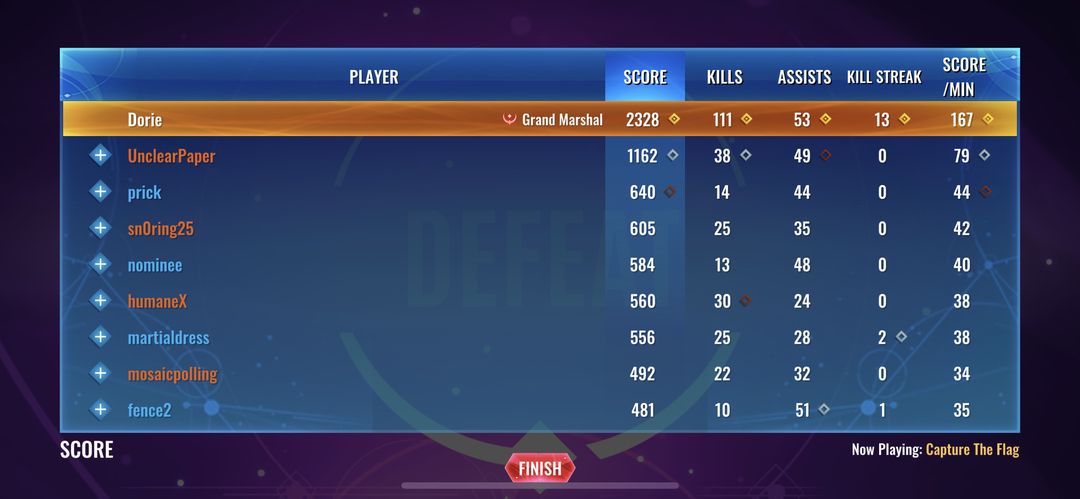 PLAYER SCORE KILLS ASSISTS KILL STREAK SCORE /MIN
Dorie Grand Marshal 2328 111 53 13 167
UnclearPaper 1162 38 49 0 79
prick 640 14 44 0 44
sn0ring25 605 25 35 0 42
nominee 584 13 48 0 40
humaneX 560 30 24 0 38
martialdress 556 25 28 2 38
mosaicpolling 492 22 32 0 34
fence2 481 10 51 1 35
DEFEAT
SCORE
Now Playing: Capture The Flag
FINISH